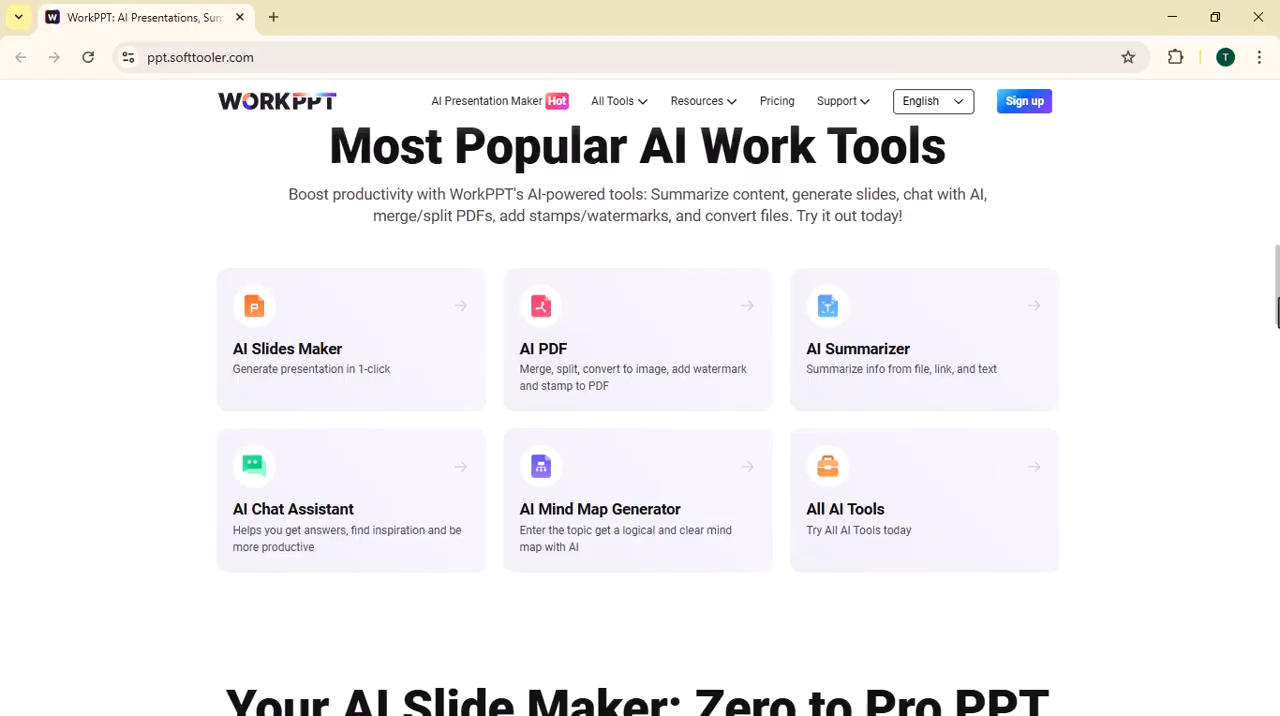 WorkPPT: AI Presentations, Sum
ppt.softtooler.com
T
WORKPPT
AI Presentation Maker Hot All Tools Resources Pricing Support English Sign up
Most Popular AI Work Tools
Boost productivity with WorkPPT's AI-powered tools: Summarize content, generate slides, chat with AI,
merge/split PDFs, add stamps/watermarks, and convert files. Try it out today!
AI Slides Maker
Generate presentation in 1-click
AI PDF
Merge, split, convert to image, add watermark
and stamp to PDF
AI Summarizer
Summarize info from file, link, and text
AI Chat Assistant
Helps you get answers, find inspiration and be
more productive
AI Mind Map Generator
Enter the topic get a logical and clear mind
map with AI
All AI Tools
Try All AI Tools today
Your AI Slide Maker: Zero to Pro PPT